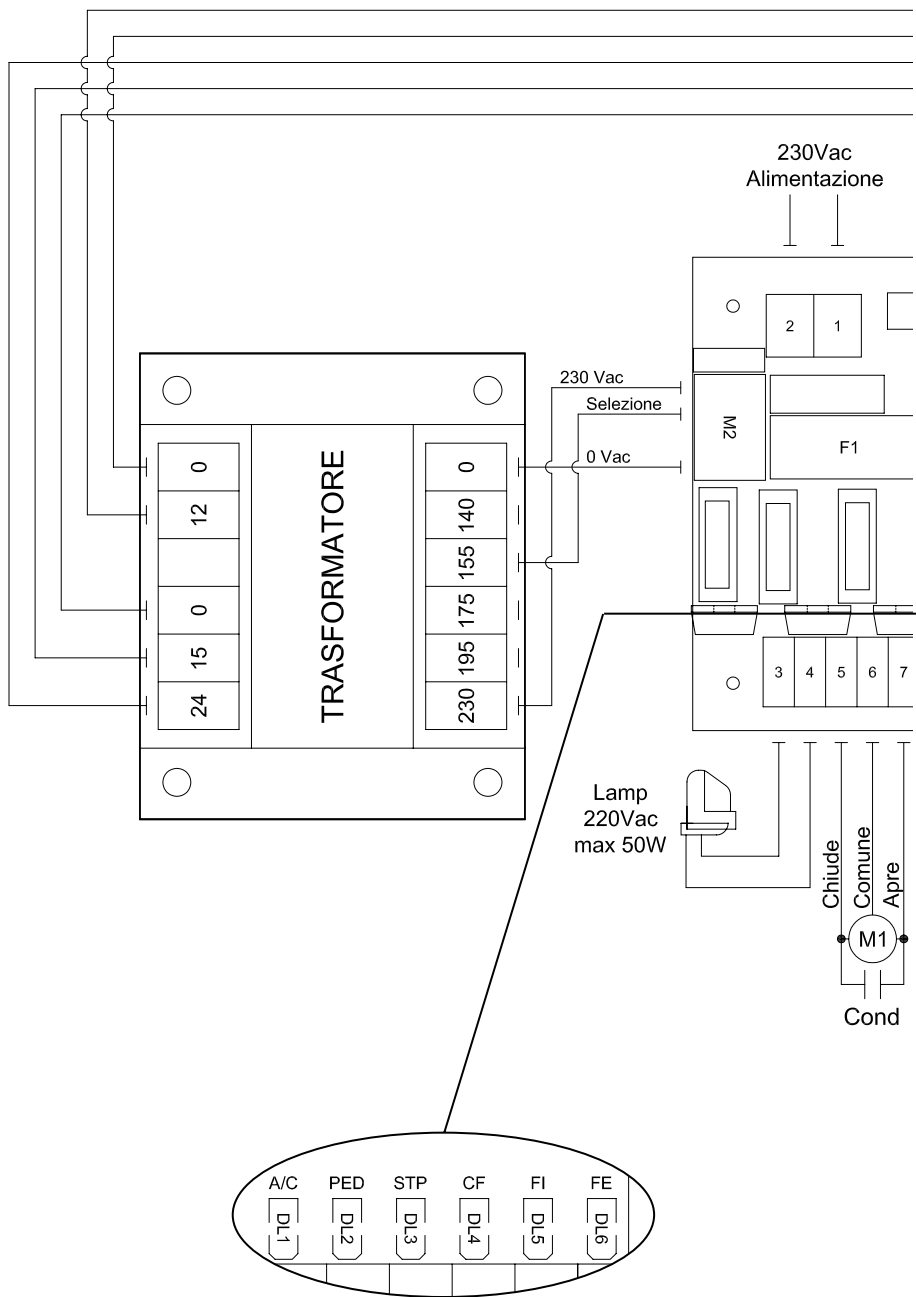 230Vac
Alimentazione
2
1
230 Vac
Selezione
0 Vac
M2
F1
0
12
0
15
24
TRASFORMATORE
0
140
155
175
195
230
3
4
5
6
7
Lamp
220Vac
max 50W
Chiude
Comune
Apre
M1
Cond
A/C PED STP CF FI FE
DL1 DL2 DL3 DL4 DL5 DL6